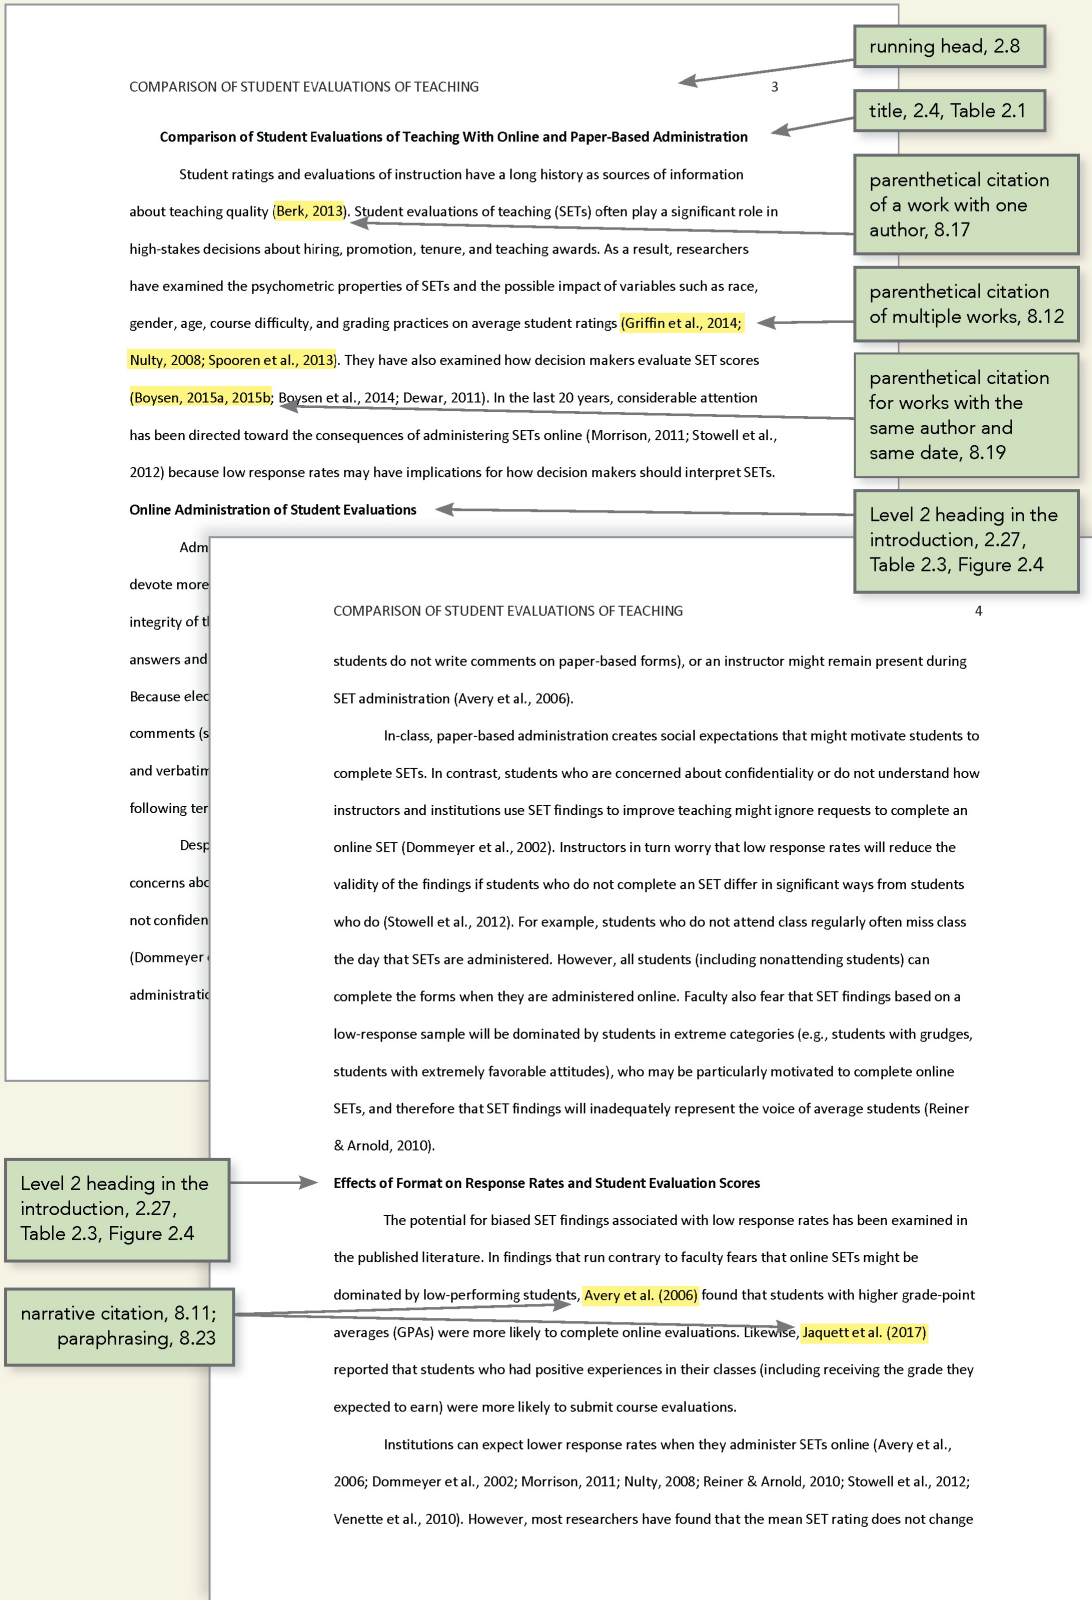 running head, 2.8
COMPARISON OF STUDENT EVALUATIONS OF TEACHING 3
title, 2.4, Table 2.1
Comparison of Student Evaluations of Teaching With Online and Paper-Based Administration
Student ratings and evaluations of instruction have a long history as sources of information
about teaching quality (Berk, 2013). Student evaluations of teaching (SETs) often play a significant role in
high-stakes decisions about hiring, promotion, tenure, and teaching awards. As a result, researchers
have examined the psychometric properties of SETs and the possible impact of variables such as race,
gender, age, course difficulty, and grading practices on average student ratings (Griffin et al., 2014;
Nulty, 2008; Spooren et al., 2013). They have also examined how decision makers evaluate SET scores
(Boysen, 2015a, 2015b; Boysen et al., 2014; Dewar, 2011). In the last 20 years, considerable attention
has been directed toward the consequences of administering SETs online (Morrison, 2011; Stowell et al.,
2012) because low response rates may have implications for how decision makers should interpret SETs.
Online Administration of Student Evaluations
parenthetical citation
of a work with one
author, 8.17
parenthetical citation
of multiple works, 8.12
parenthetical citation
for works with the
same author and
same date, 8.19
Level 2 heading in the
introduction, 2.27,
Table 2.3, Figure 2.4
Adm
devote more
integrity of t
answers and
Because elec
comments (s
and verbatim
following ter
Desp
concerns abo
not confiden
(Dommeyer
administratio
COMPARISON OF STUDENT EVALUATIONS OF TEACHING 4
students do not write comments on paper-based forms), or an instructor might remain present during
SET administration (Avery et al., 2006).
In-class, paper-based administration creates social expectations that might motivate students to
complete SETs. In contrast, students who are concerned about confidentiality or do not understand how
instructors and institutions use SET findings to improve teaching might ignore requests to complete an
online SET (Dommeyer et al., 2002). Instructors in turn worry that low response rates will reduce the
validity of the findings if students who do not complete an SET differ in significant ways from students
who do (Stowell et al., 2012). For example, students who do not attend class regularly often miss class
the day that SETs are administered. However, all students (including nonattending students) can
complete the forms when they are administered online. Faculty also fear that SET findings based on a
low-response sample will be dominated by students in extreme categories (e.g., students with grudges,
students with extremely favorable attitudes), who may be particularly motivated to complete online
SETs, and therefore that SET findings will inadequately represent the voice of average students (Reiner
& Arnold, 2010).
Level 2 heading in the
introduction, 2.27,
Table 2.3, Figure 2.4
Effects of Format on Response Rates and Student Evaluation Scores
The potential for biased SET findings associated with low response rates has been examined in
the published literature. In findings that run contrary to faculty fears that online SETs might be
dominated by low-performing students, Avery et al. (2006) found that students with higher grade-point
averages (GPAs) were more likely to complete online evaluations. Likewise, Jaquett et al. (2017)
reported that students who had positive experiences in their classes (including receiving the grade they
expected to earn) were more likely to submit course evaluations.
narrative citation, 8.11;
paraphrasing, 8.23
Institutions can expect lower response rates when they administer SETs online (Avery et al.,
2006; Dommeyer et al., 2002; Morrison, 2011; Nulty, 2008; Reiner & Arnold, 2010; Stowell et al., 2012;
Venette et al., 2010). However, most researchers have found that the mean SET rating does not change